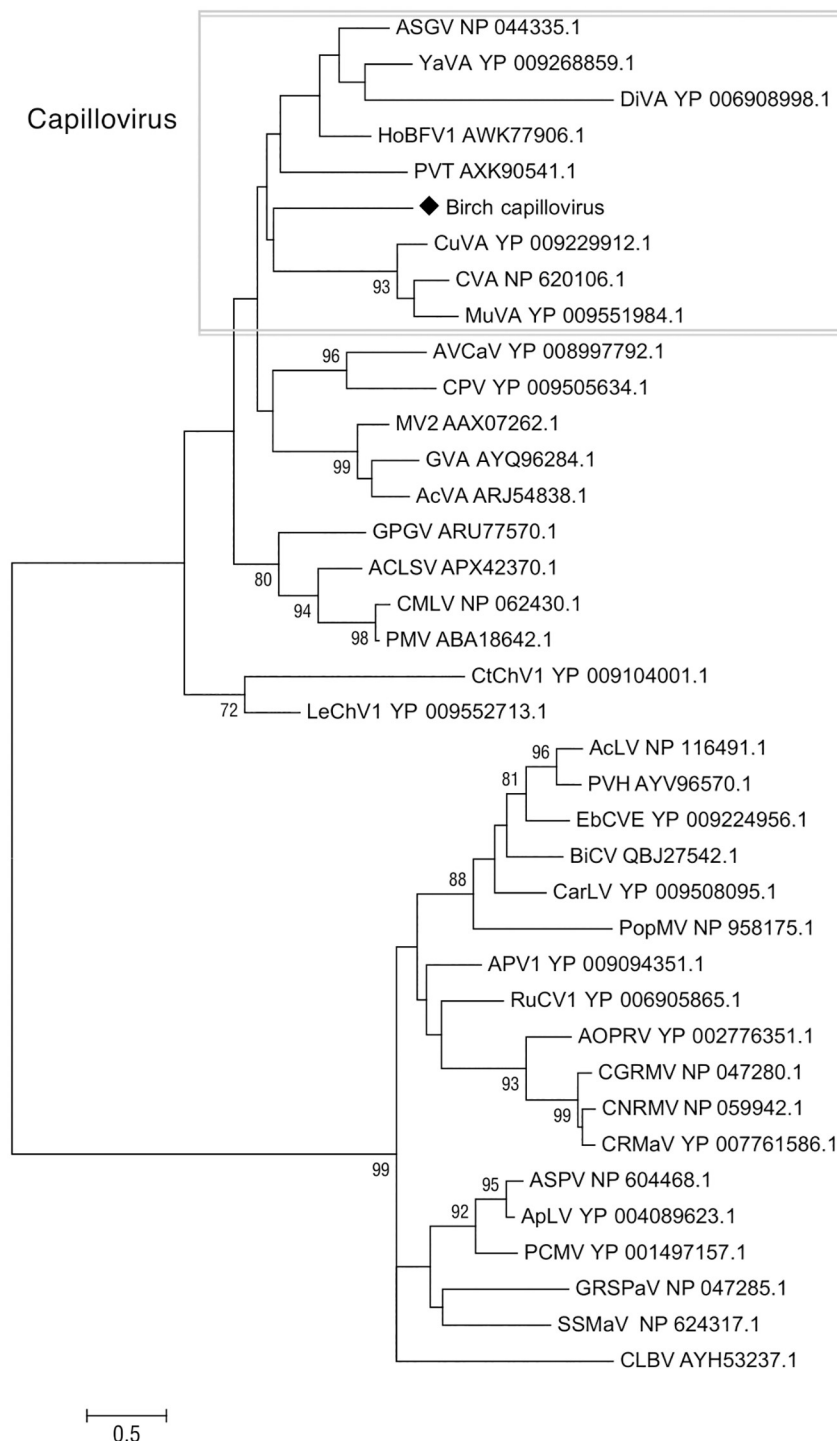 ASGV NP 044335.1
YaVA YP 009268859.1
DiVA YP 006908998.1
Capillovirus
HoBFV1 AWK77906.1
PVT AXK90541.1
Birch capillovirus
CuVA YP 009229912.1
93
CVA NP 620106.1
MuVA YP 009551984.1
96
AVCaV YP 008997792.1
CPV YP 009505634.1
MV2 AAX07262.1
99
GVA AYQ96284.1
AcVA ARJ54838.1
GPGV ARU77570.1
80
ACLSV APX42370.1
94
CMLV NP 062430.1
98
PMV ABA18642.1
CtChV1 YP 009104001.1
72
LeChV1 YP 009552713.1
96
AcLV NP 116491.1
81
PVH AYV96570.1
EbCVE YP 009224956.1
BiCV QBJ27542.1
88
CarLV YP 009508095.1
PopMV NP 958175.1
APV1 YP 009094351.1
RuCV1 YP 006905865.1
AOPRV YP 002776351.1
93
CGRMV NP 047280.1
99
CNRMV NP 059942.1
CRMaV YP 007761586.1
99
95
ASPV NP 604468.1
92
ApLV YP 004089623.1
PCMV YP 001497157.1
GRSPaV NP 047285.1
SSMaV NP 624317.1
CLBV AYH53237.1
0.5